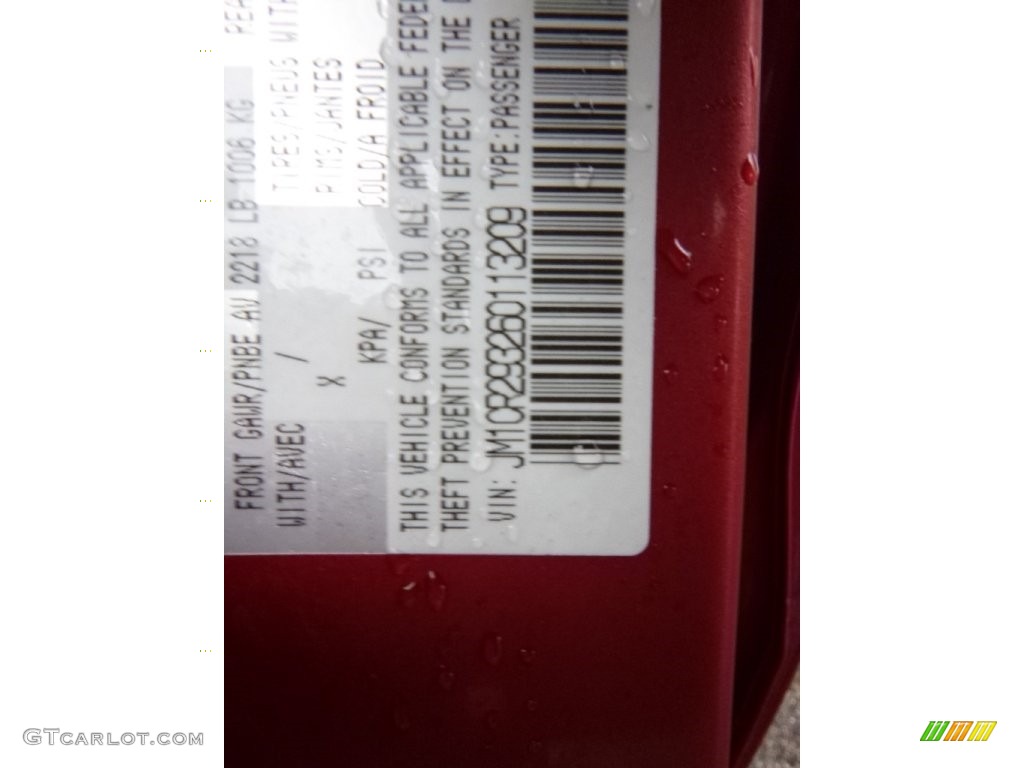 FRONT GAWR/PNBE AV 2218 LB 1006 KG REA
WITH/AVEC / TIRES/PNEUS WITH
X RIMS/JANTES
KPA/ PSI COLD/A FROID
THIS VEHICLE CONFORMS TO ALL APPLICABLE FEDE
THEFT PREVENTION STANDARDS IN EFFECT ON THE
VIN: JM1CR293260113209 TYPE:PASSENGER
GTCARLOT.COM